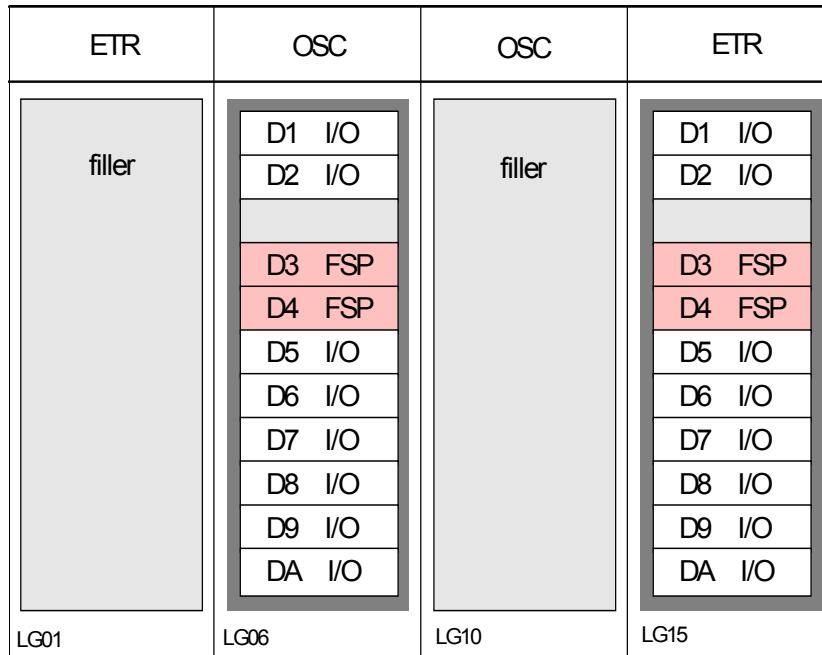 ETR OSC OSC ETR
filler
D1 I/O
D2 I/O
D3 FSP
D4 FSP
D5 I/O
D6 I/O
D7 I/O
D8 I/O
D9 I/O
DA I/O
filler
D1 I/O
D2 I/O
D3 FSP
D4 FSP
D5 I/O
D6 I/O
D7 I/O
D8 I/O
D9 I/O
DA I/O
LG01 LG06 LG10 LG15